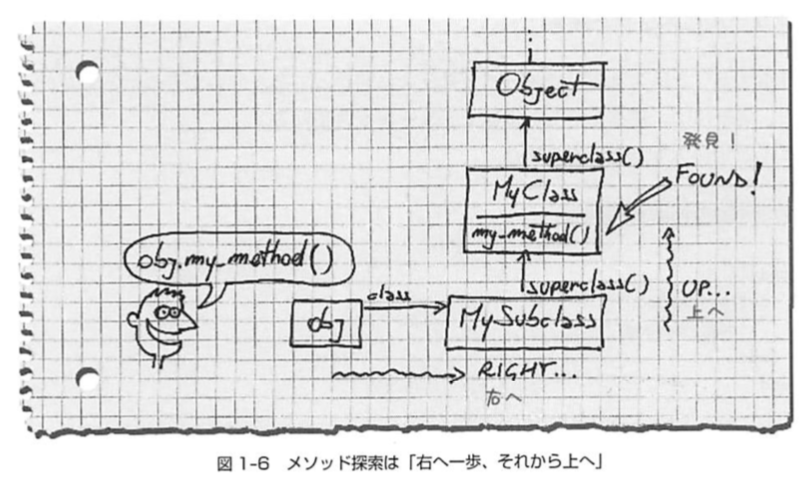 Object
superclass()
発見!
FOUND!
MyClass
my_method()
obj.my_method()
superclass()
class
obj
MySubclass
UP...
上へ
RIGHT...
右へ
図1-6 メソッド探索は「右へ一歩、それから上へ」